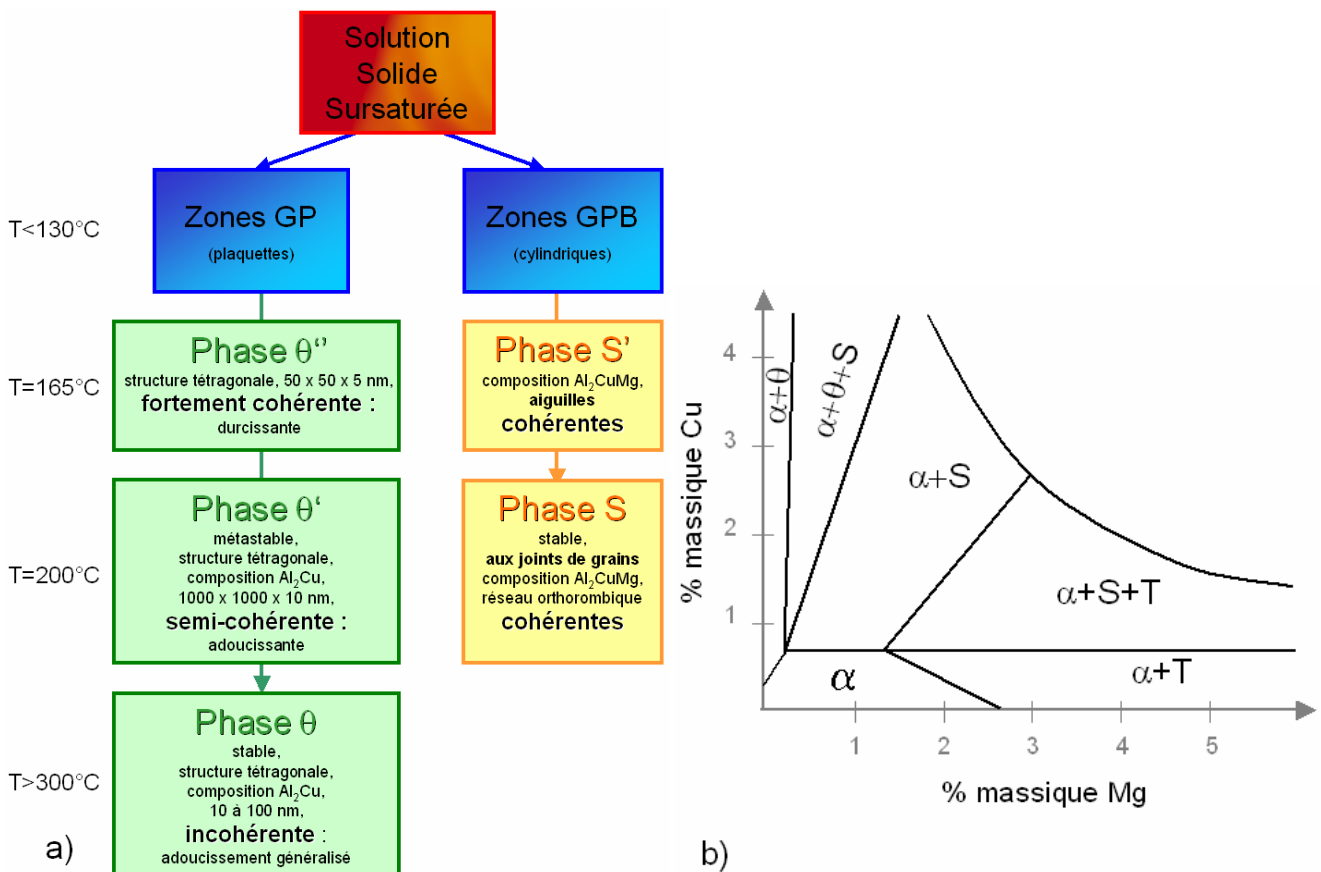 Solution
Solide
Sursaturée
T<130°C
Zones GP
(plaquettes)
Zones GPB
(cylindriques)
T=165°C
Phase θ‘’
structure tétragonale, 50 x 50 x 5 nm,
fortement cohérente :
durcissante
Phase S’
composition Al₂CuMg,
aiguilles
cohérentes
T=200°C
Phase θ‘
métastable,
structure tétragonale,
composition Al₂Cu,
1000 x 1000 x 10 nm,
semi-cohérente :
adoucissante
Phase S
stable,
aux joints de grains
composition Al₂CuMg,
réseau orthorombique
cohérentes
T>300°C
Phase θ
stable,
structure tétragonale,
composition Al₂Cu,
10 à 100 nm,
incohérente :
adoucissement généralisé
a)
% massique Cu
4
3
2
1
α+θ
α+θ+S
α+S
α+S+T
α
α+T
1 2 3 4 5
% massique Mg
b)